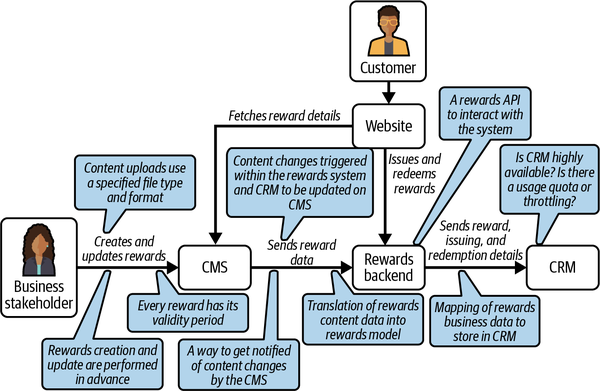 Customer
Fetches reward details
Website
A rewards API
to interact with
the system
Content uploads use
a specified file type
and format
Content changes triggered
within the rewards system
and CRM to be updated on
CMS
Issues and
redeems
rewards
Is CRM highly
available? Is there
a usage quota or
throttling?
Business
stakeholder
Creates and
updates rewards
CMS
Sends reward
data
Rewards
backend
Sends reward,
issuing, and
redemption details
CRM
Every reward has its
validity period
Translation of rewards
content data into
rewards model
Mapping of rewards
business data to
store in CRM
Rewards creation and
update are performed
in advance
A way to get notified
of content changes
by the CMS